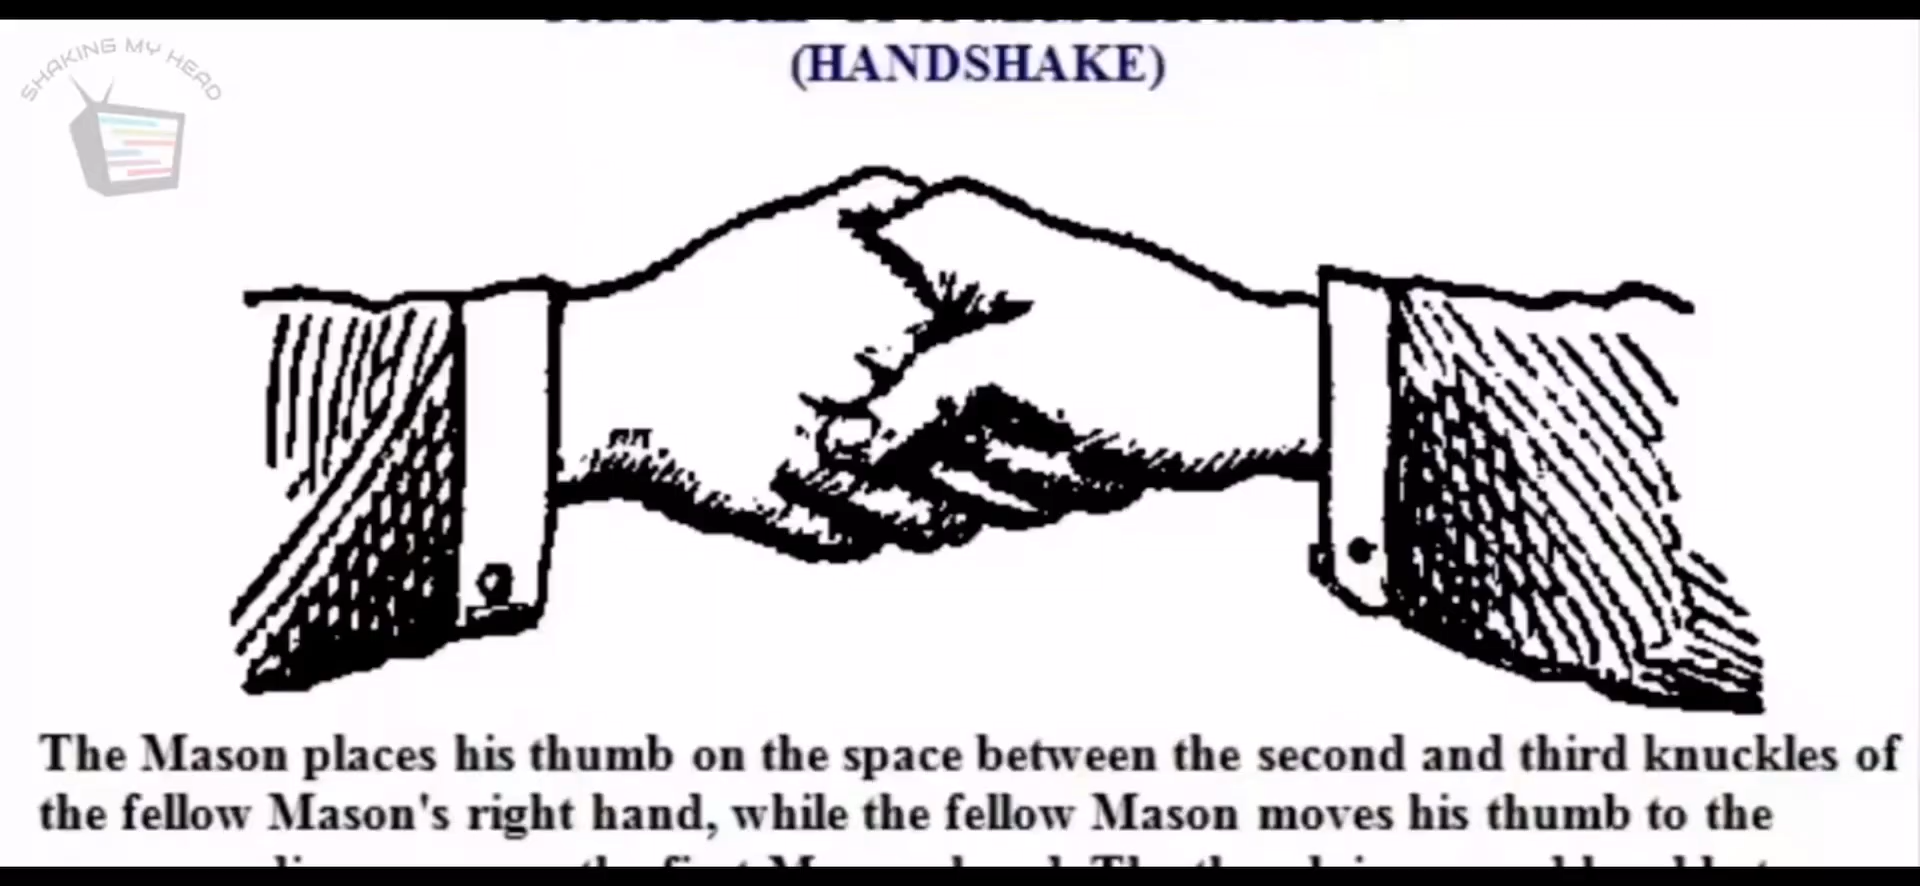 SHAKING MY HEAD
(HANDSHAKE)
The Mason places his thumb on the space between the second and third knuckles of
the fellow Mason's right hand, while the fellow Mason moves his thumb to the